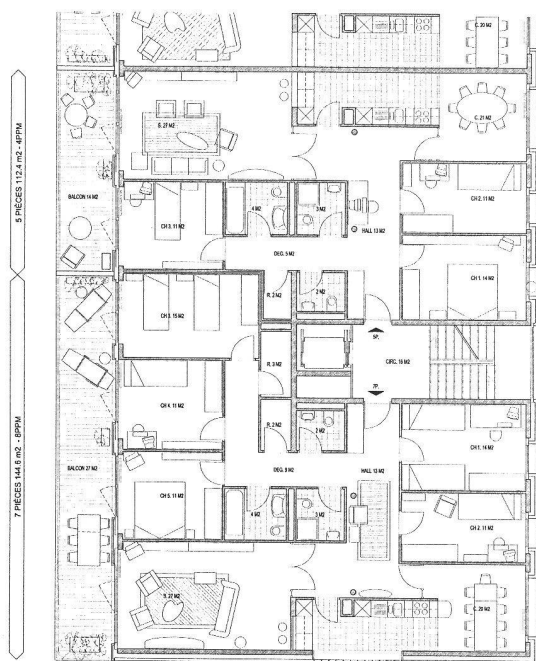 C. 20 M2
5 PIÈCES 112.4 m2 - 4PPM
S. 27 M2
C. 21 M2
BALCON 14 M2
CH 2. 11 M2
CH 3. 11 M2
4 M2
3 M2
HALL 13 M2
DEG. 5 M2
CH 1. 14 M2
R. 2 M2
2 M2
CH 3. 15 M2
5P.
CIRC. 16 M2
R. 3 M2
7P.
7 PIÈCES 144.6 m2 - 8PPM
CH 4. 11 M2
R. 2 M2
2 M2
CH 1. 14 M2
BALCON 27 M2
DEG. 9 M2
HALL 13 M2
CH 5. 11 M2
4 M2
3 M2
CH 2. 11 M2
S. 27 M2
C. 20 M2